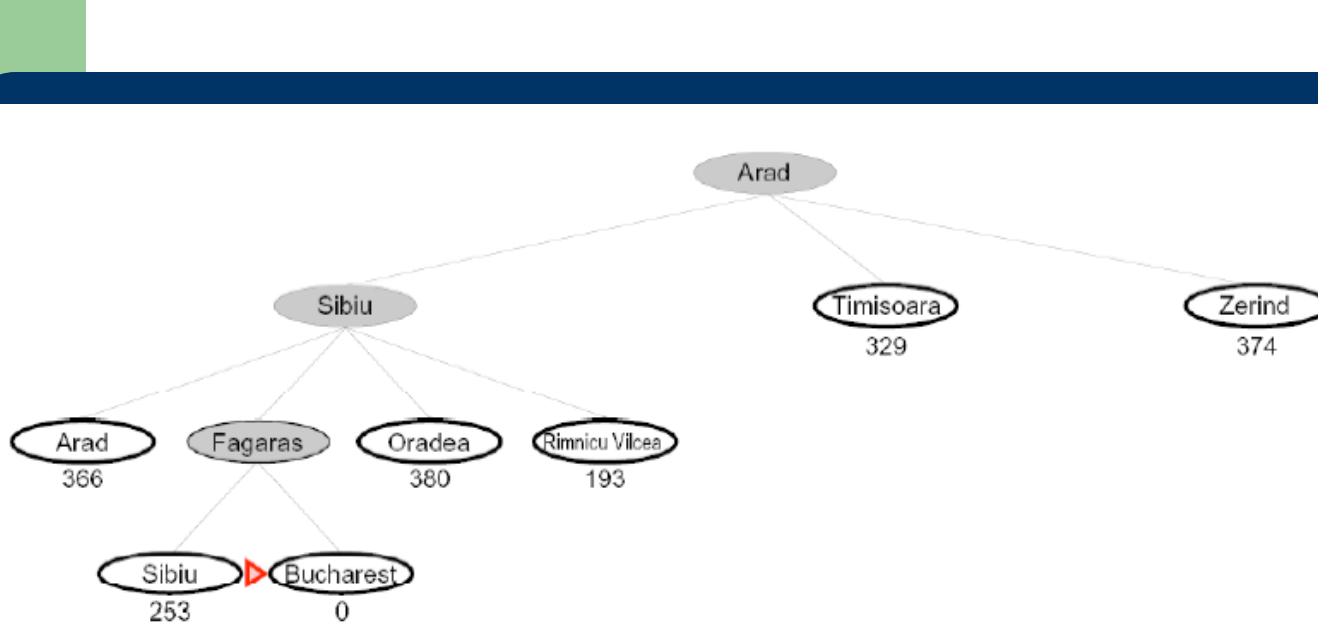 Arad
Sibiu
Timisoara
Zerind
329
374
Arad
Fagaras
Oradea
Rimnicu Vilcea
366
380
193
Sibiu
Bucharest
253
0